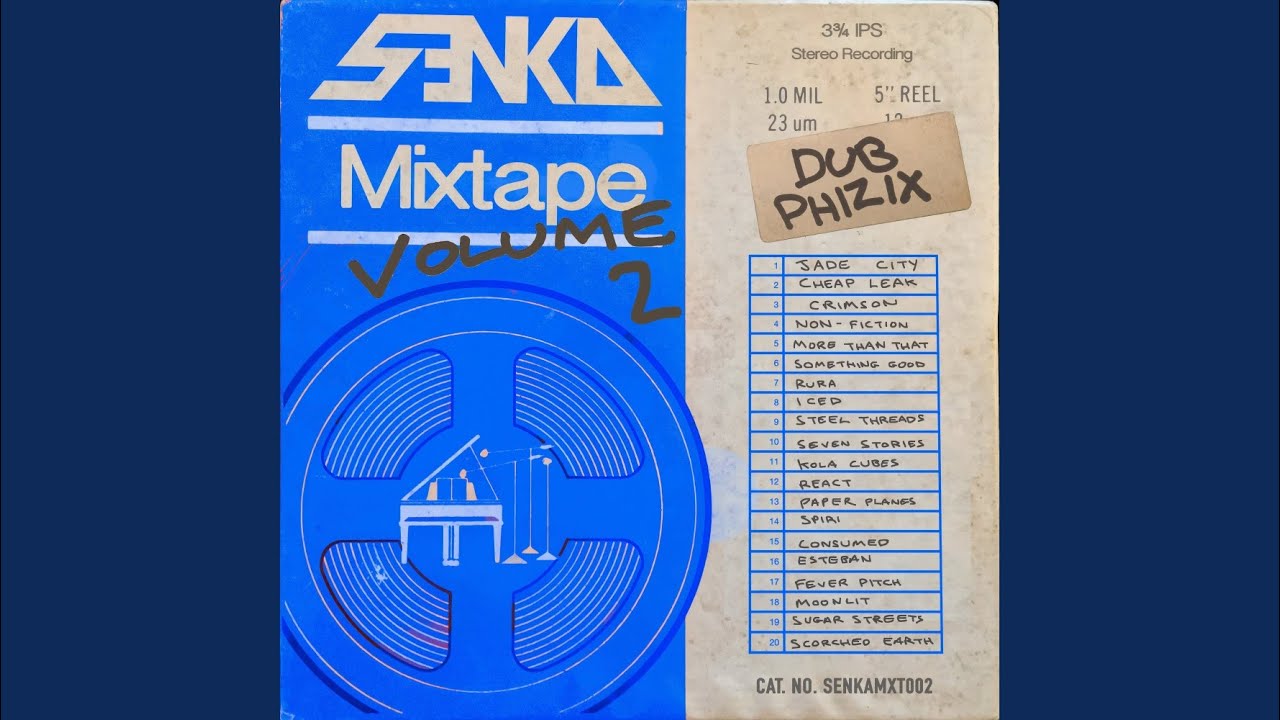 SENKA
Mixtape
VOLUME
2
3¾ IPS
Stereo Recording
1.0 MIL 5" REEL
23 um
DUB
PHIZIX
1 JADE CITY
2 CHEAP LEAK
3 CRIMSON
4 NON-FICTION
5 MORE THAN THAT
6 SOMETHING GOOD
7 RURA
8 ICED
9 STEEL THREADS
10 SEVEN STORIES
11 KOLA CUBES
12 REACT
13 PAPER PLANES
14 SPIRI
15 CONSUMED
16 ESTEBAN
17 FEVER PITCH
18 MOONLIT
19 SUGAR STREETS
20 SCORCHED EARTH
CAT. NO. SENKAMXT002